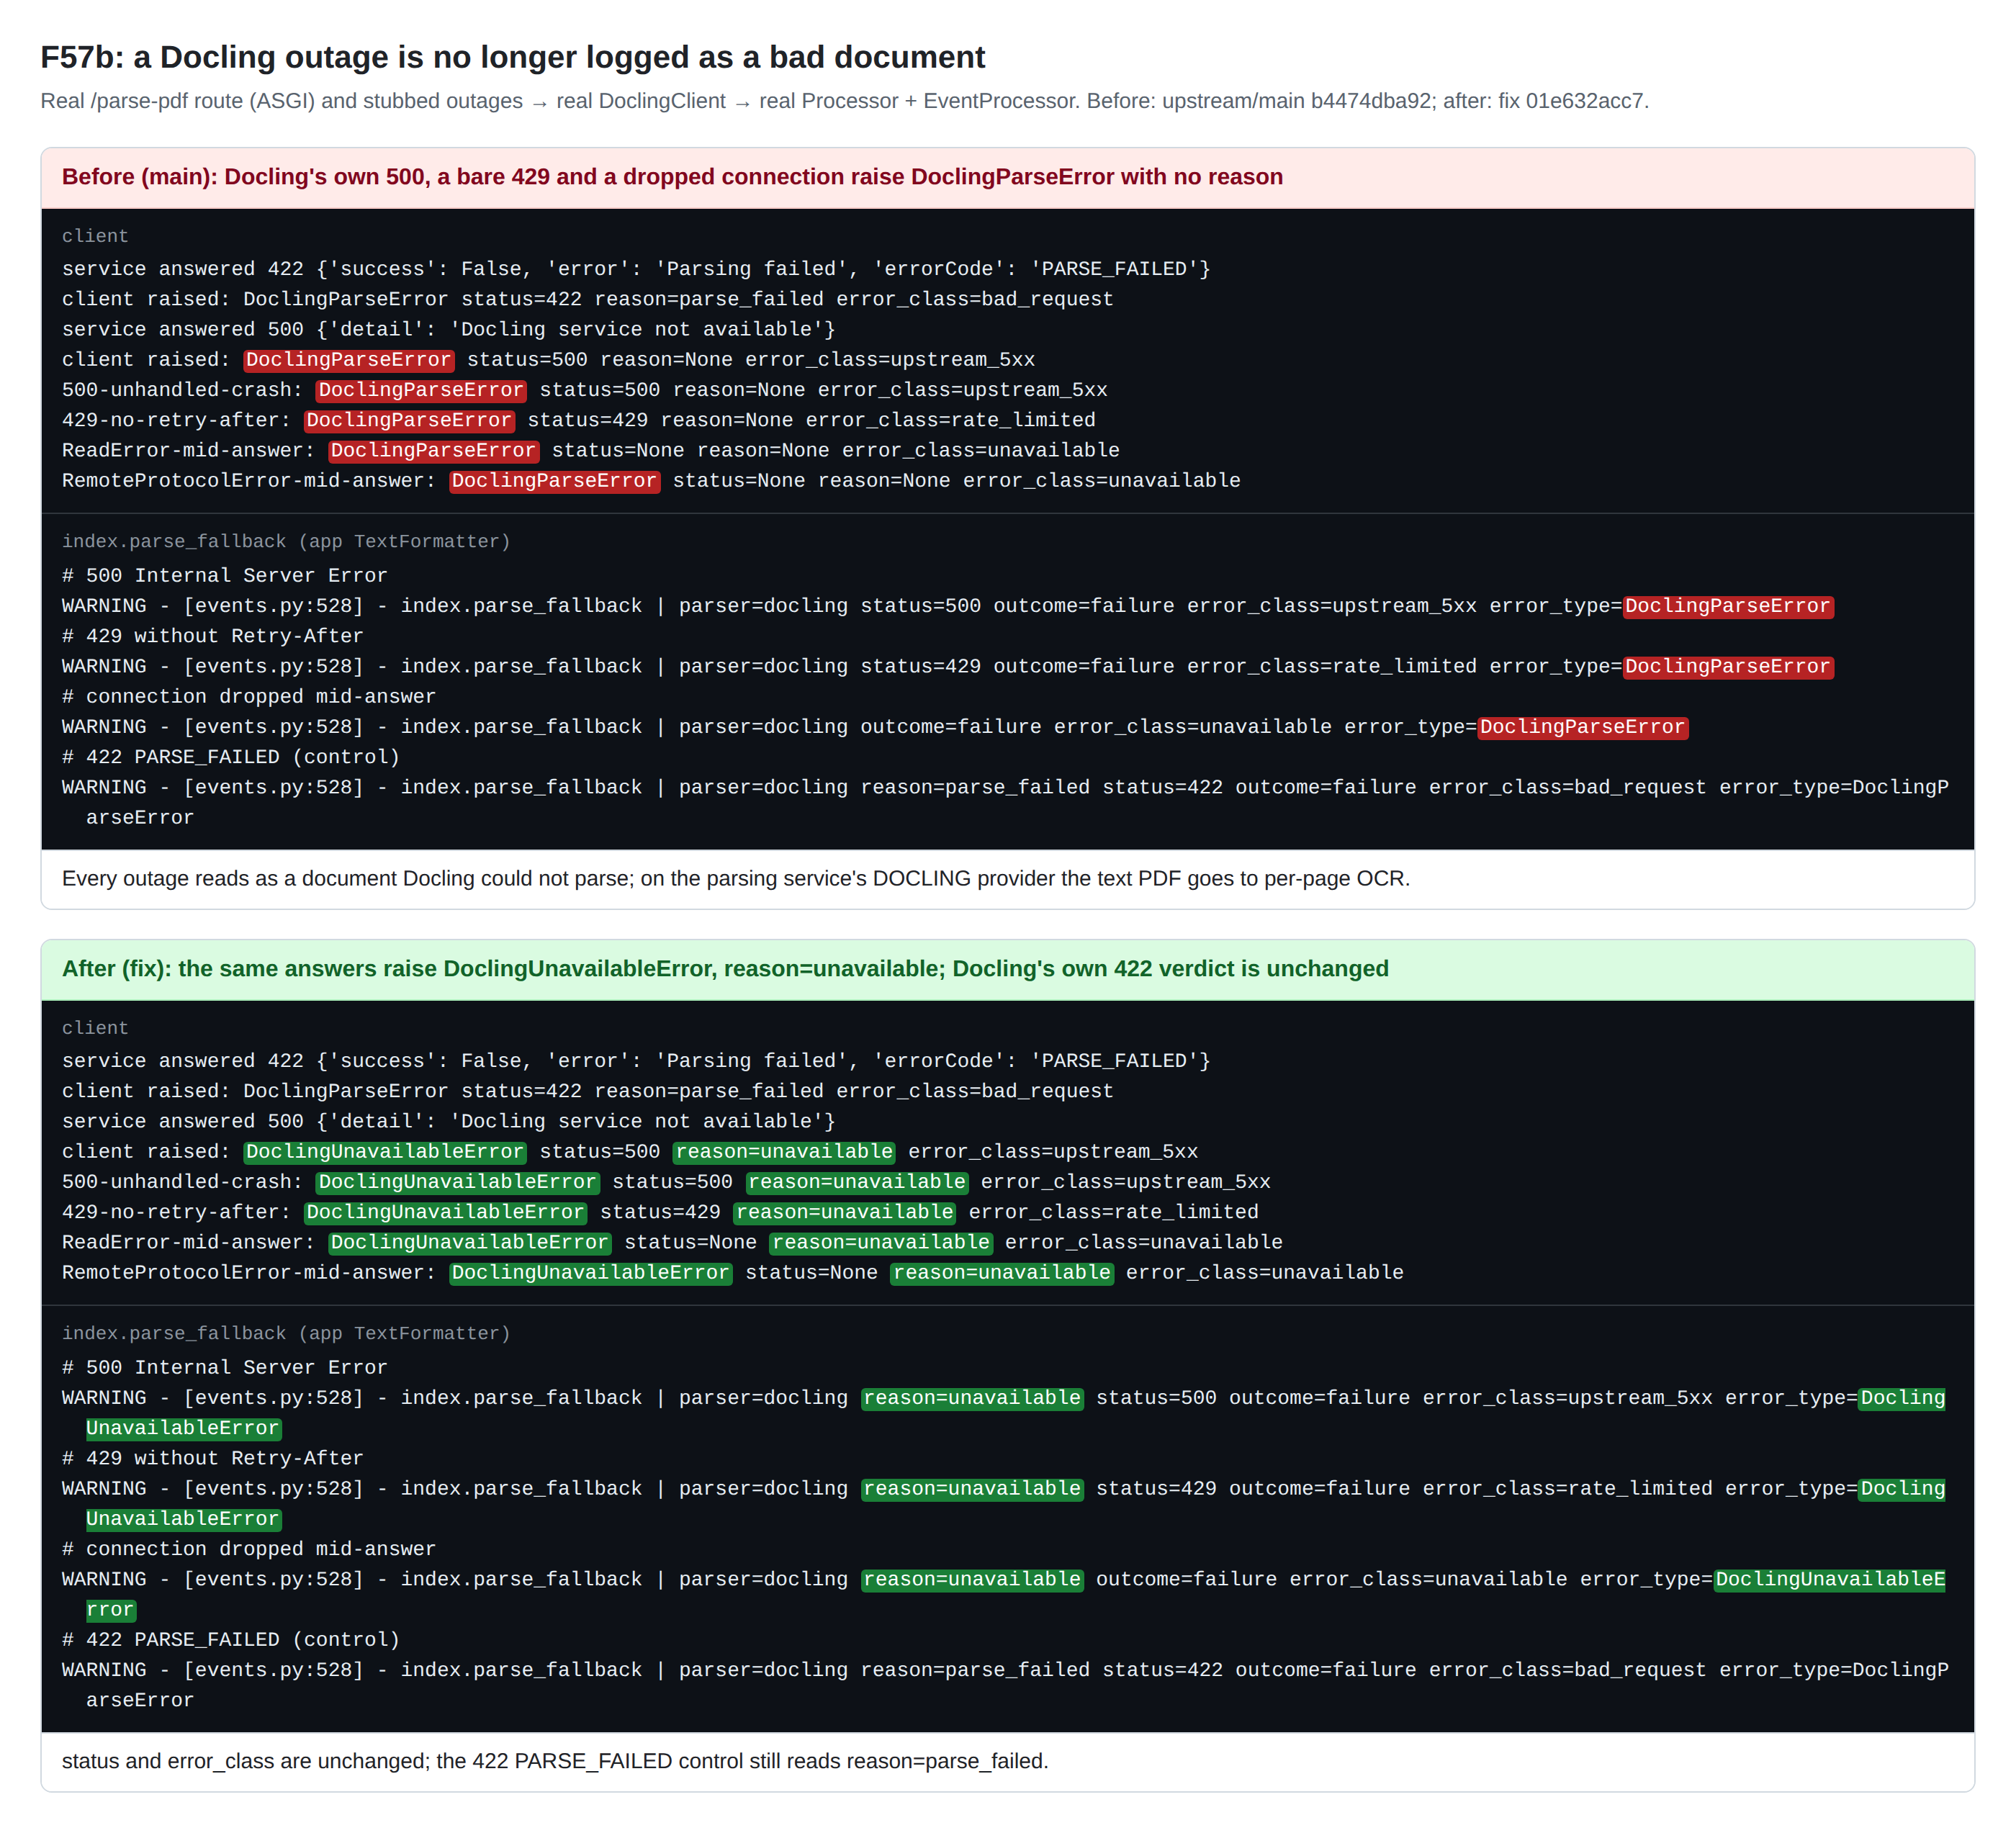 F57b: a Docling outage is no longer logged as a bad document
Real /parse-pdf route (ASGI) and stubbed outages → real DoclingClient → real Processor + EventProcessor. Before: upstream/main b4474dba92; after: fix 01e632acc7.
Before (main): Docling's own 500, a bare 429 and a dropped connection raise DoclingParseError with no reason
client
service answered 422 {'success': False, 'error': 'Parsing failed', 'errorCode': 'PARSE_FAILED'}
client raised: DoclingParseError status=422 reason=parse_failed error_class=bad_request
service answered 500 {'detail': 'Docling service not available'}
client raised: DoclingParseError status=500 reason=None error_class=upstream_5xx
500-unhandled-crash: DoclingParseError status=500 reason=None error_class=upstream_5xx
429-no-retry-after: DoclingParseError status=429 reason=None error_class=rate_limited
ReadError-mid-answer: DoclingParseError status=None reason=None error_class=unavailable
RemoteProtocolError-mid-answer: DoclingParseError status=None reason=None error_class=unavailable
index.parse_fallback (app TextFormatter)
# 500 Internal Server Error
WARNING - [events.py:528] - index.parse_fallback | parser=docling status=500 outcome=failure error_class=upstream_5xx error_type=DoclingParseError
# 429 without Retry-After
WARNING - [events.py:528] - index.parse_fallback | parser=docling status=429 outcome=failure error_class=rate_limited error_type=DoclingParseError
# connection dropped mid-answer
WARNING - [events.py:528] - index.parse_fallback | parser=docling outcome=failure error_class=unavailable error_type=DoclingParseError
# 422 PARSE_FAILED (control)
WARNING - [events.py:528] - index.parse_fallback | parser=docling reason=parse_failed status=422 outcome=failure error_class=bad_request error_type=DoclingP
arseError
Every outage reads as a document Docling could not parse; on the parsing service's DOCLING provider the text PDF goes to per-page OCR.
After (fix): the same answers raise DoclingUnavailableError, reason=unavailable; Docling's own 422 verdict is unchanged
client
service answered 422 {'success': False, 'error': 'Parsing failed', 'errorCode': 'PARSE_FAILED'}
client raised: DoclingParseError status=422 reason=parse_failed error_class=bad_request
service answered 500 {'detail': 'Docling service not available'}
client raised: DoclingUnavailableError status=500 reason=unavailable error_class=upstream_5xx
500-unhandled-crash: DoclingUnavailableError status=500 reason=unavailable error_class=upstream_5xx
429-no-retry-after: DoclingUnavailableError status=429 reason=unavailable error_class=rate_limited
ReadError-mid-answer: DoclingUnavailableError status=None reason=unavailable error_class=unavailable
RemoteProtocolError-mid-answer: DoclingUnavailableError status=None reason=unavailable error_class=unavailable
index.parse_fallback (app TextFormatter)
# 500 Internal Server Error
WARNING - [events.py:528] - index.parse_fallback | parser=docling reason=unavailable status=500 outcome=failure error_class=upstream_5xx error_type=Docling
UnavailableError
# 429 without Retry-After
WARNING - [events.py:528] - index.parse_fallback | parser=docling reason=unavailable status=429 outcome=failure error_class=rate_limited error_type=Docling
UnavailableError
# connection dropped mid-answer
WARNING - [events.py:528] - index.parse_fallback | parser=docling reason=unavailable outcome=failure error_class=unavailable error_type=DoclingUnavailableE
rror
# 422 PARSE_FAILED (control)
WARNING - [events.py:528] - index.parse_fallback | parser=docling reason=parse_failed status=422 outcome=failure error_class=bad_request error_type=DoclingP
arseError
status and error_class are unchanged; the 422 PARSE_FAILED control still reads reason=parse_failed.